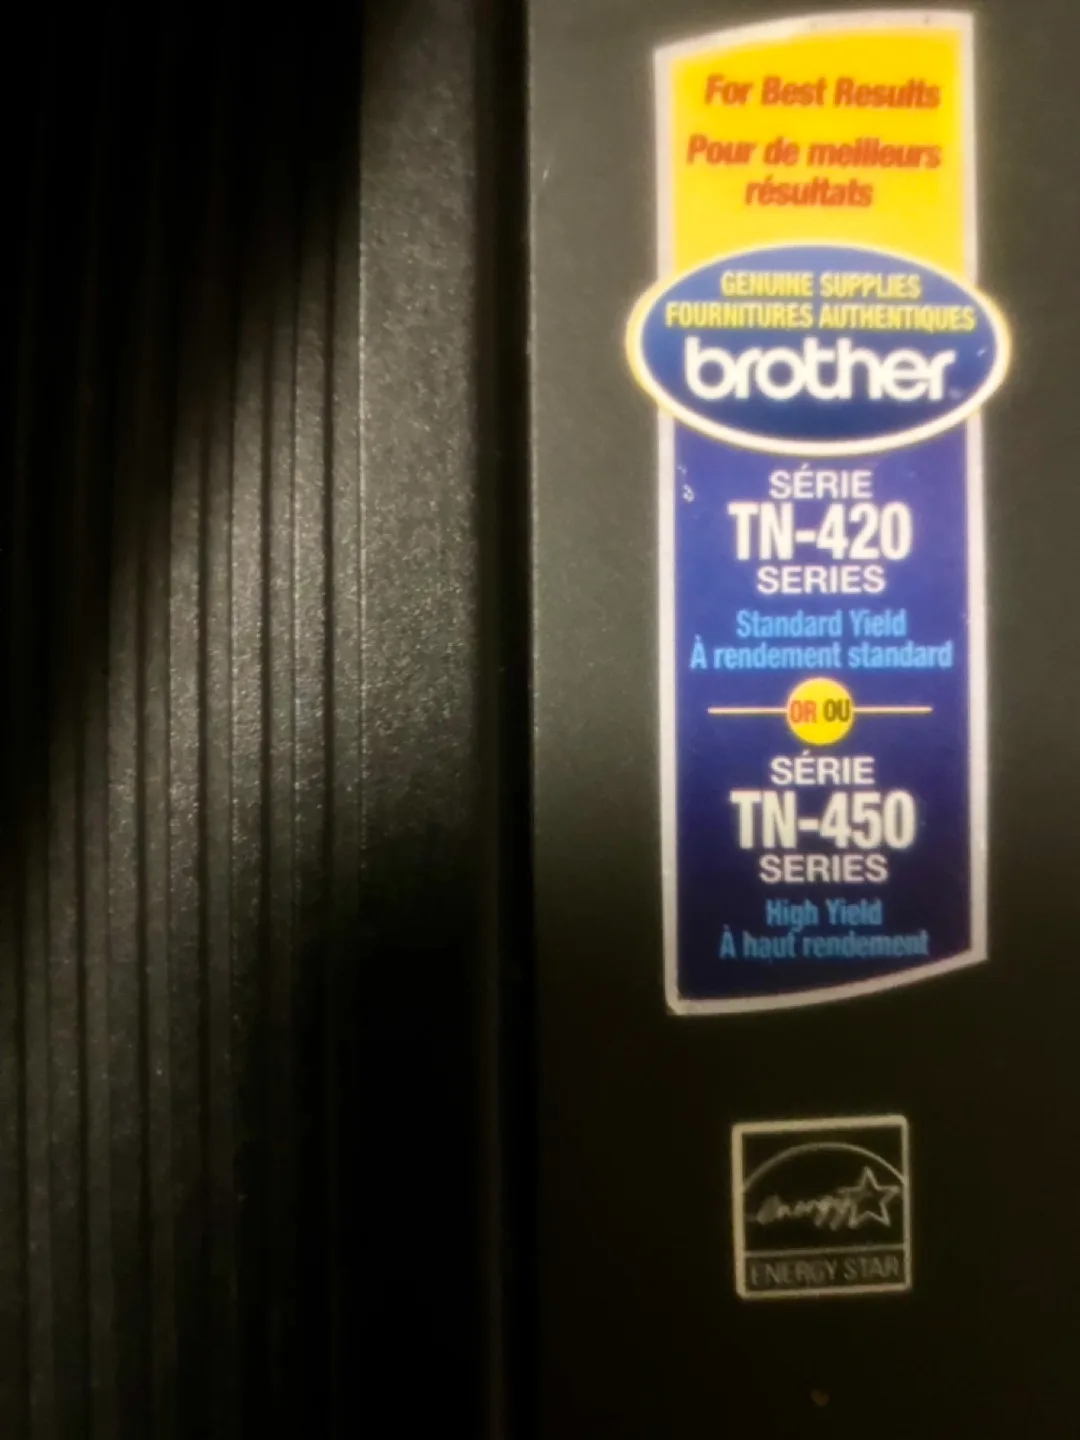 For Best Results
Pour de meilleurs
résultats
GENUINE SUPPLIES
FOURNITURES AUTHENTIQUES
brother
SÉRIE
TN-420
SERIES
Standard Yield
À rendement standard
OR OU
SÉRIE
TN-450
SERIES
High Yield
À haut rendement
energy
ENERGY STAR